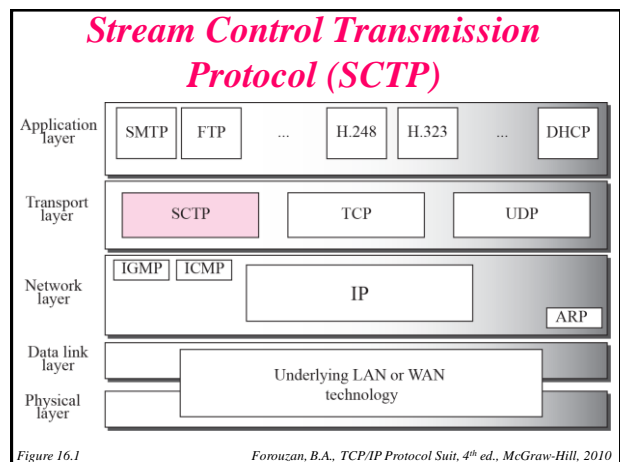 Stream Control Transmission
Protocol (SCTP)
Application
layer
SMTP
FTP
...
H.248
H.323
...
DHCP
Transport
layer
SCTP
TCP
UDP
IGMP
ICMP
Network
layer
IP
ARP
Data link
layer
Underlying LAN or WAN
technology
Physical
layer
Figure 16.1
Forouzan, B.A., TCP/IP Protocol Suit, 4th ed., McGraw-Hill, 2010